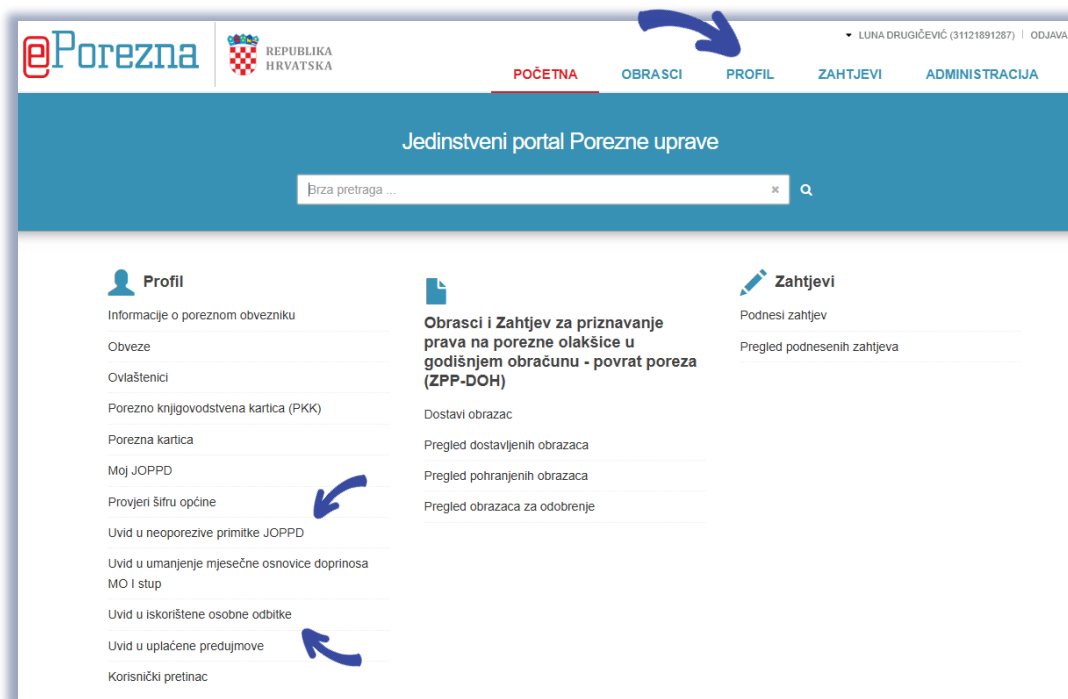 ePorezna
REPUBLIKA
HRVATSKA
LUNA DRUGIČEVIĆ (31121891287) | ODJAVA
POČETNA OBRASCI PROFIL ZAHTJEVI ADMINISTRACIJA
Jedinstveni portal Porezne uprave
Brza pretraga ...
Profil
Informacije o poreznom obvezniku
Obveze
Ovlaštenici
Porezno knjigovodstvena kartica (PKK)
Porezna kartica
Moj JOPPD
Provjeri šifru općine
Uvid u neoporezive primitke JOPPD
Uvid u umanjenje mjesečne osnovice doprinosa
MO I stup
Uvid u iskorištene osobne odbitke
Uvid u uplaćene predujmove
Korisnički pretinac
Obrasci i Zahtjev za priznavanje
prava na porezne olakšice u
godišnjem obračunu - povrat poreza
(ZPP-DOH)
Dostavi obrazac
Pregled dostavljenih obrazaca
Pregled pohranjenih obrazaca
Pregled obrazaca za odobrenje
Zahtjevi
Podnesi zahtjev
Pregled podnesenih zahtjeva